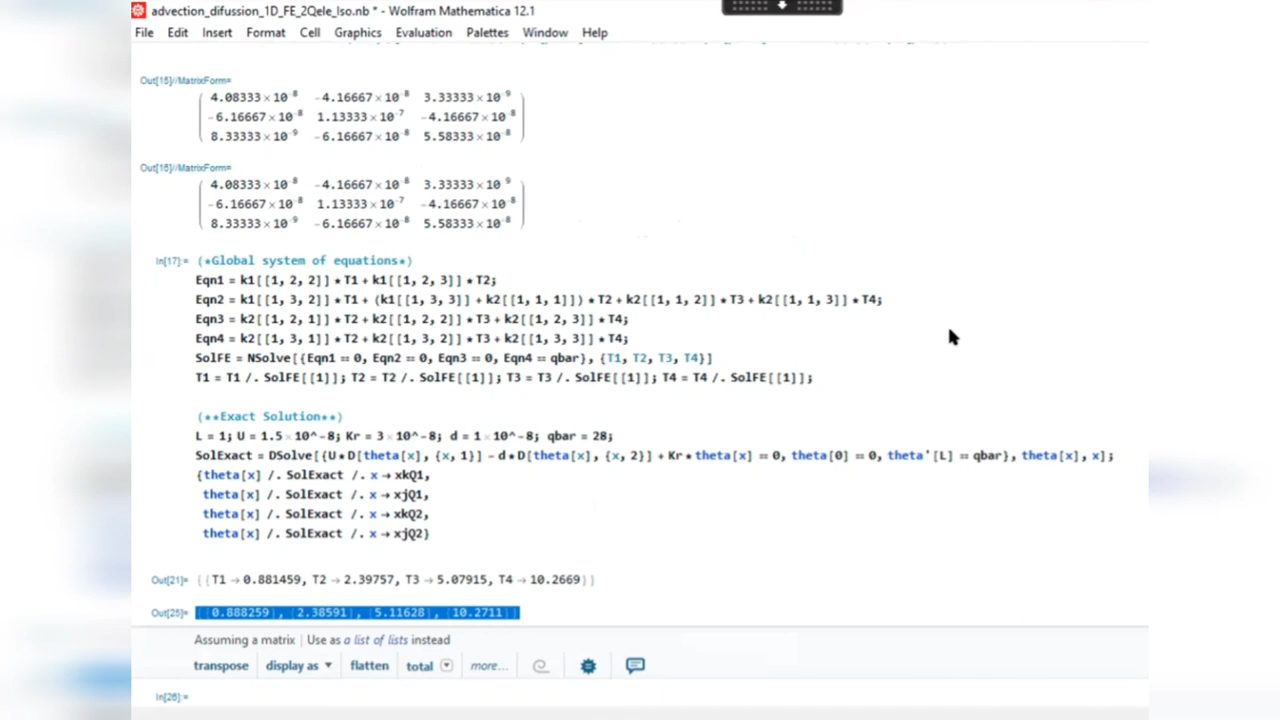 advection_difussion_1D_FE_2Qele_Iso.nb * - Wolfram Mathematica 12.1
File Edit Insert Format Cell Graphics Evaluation Palettes Window Help
Out[15]//MatrixForm=
4.08333×10^-8 -4.16667×10^-8 3.33333×10^-9
-6.16667×10^-8 1.13333×10^-7 -4.16667×10^-8
8.33333×10^-9 -6.16667×10^-8 5.58333×10^-8
Out[16]//MatrixForm=
4.08333×10^-8 -4.16667×10^-8 3.33333×10^-9
-6.16667×10^-8 1.13333×10^-7 -4.16667×10^-8
8.33333×10^-9 -6.16667×10^-8 5.58333×10^-8
In[17]:= (*Global system of equations*)
Eqn1 = k1[[1, 2, 2]] * T1 + k1[[1, 2, 3]] * T2;
Eqn2 = k1[[1, 3, 2]] * T1 + (k1[[1, 3, 3]] + k2[[1, 1, 1]]) * T2 + k2[[1, 1, 2]] * T3 + k2[[1, 1, 3]] * T4;
Eqn3 = k2[[1, 2, 1]] * T2 + k2[[1, 2, 2]] * T3 + k2[[1, 2, 3]] * T4;
Eqn4 = k2[[1, 3, 1]] * T2 + k2[[1, 3, 2]] * T3 + k2[[1, 3, 3]] * T4;
SolFE = NSolve[{Eqn1 == 0, Eqn2 == 0, Eqn3 == 0, Eqn4 == qbar}, {T1, T2, T3, T4}]
T1 = T1 /. SolFE[[1]]; T2 = T2 /. SolFE[[1]]; T3 = T3 /. SolFE[[1]]; T4 = T4 /. SolFE[[1]];
(**Exact Solution**)
L = 1; U = 1.5×10^-8; Kr = 3×10^-8; d = 1×10^-8; qbar = 28;
SolExact = DSolve[{U*D[theta[x], {x, 1}] - d*D[theta[x], {x, 2}] + Kr*theta[x] == 0, theta[0] == 0, theta'[L] == qbar}, theta[x], x];
{theta[x] /. SolExact /. x → xkQ1,
theta[x] /. SolExact /. x → xjQ1,
theta[x] /. SolExact /. x → xkQ2,
theta[x] /. SolExact /. x → xjQ2}
Out[21]= {{T1 → 0.881459, T2 → 2.39757, T3 → 5.07915, T4 → 10.2669}}
Out[25]= {{0.888259}, {2.38591}, {5.11628}, {10.2711}}
Assuming a matrix | Use as a list of lists instead
transpose display as flatten total more...
In[26]:=